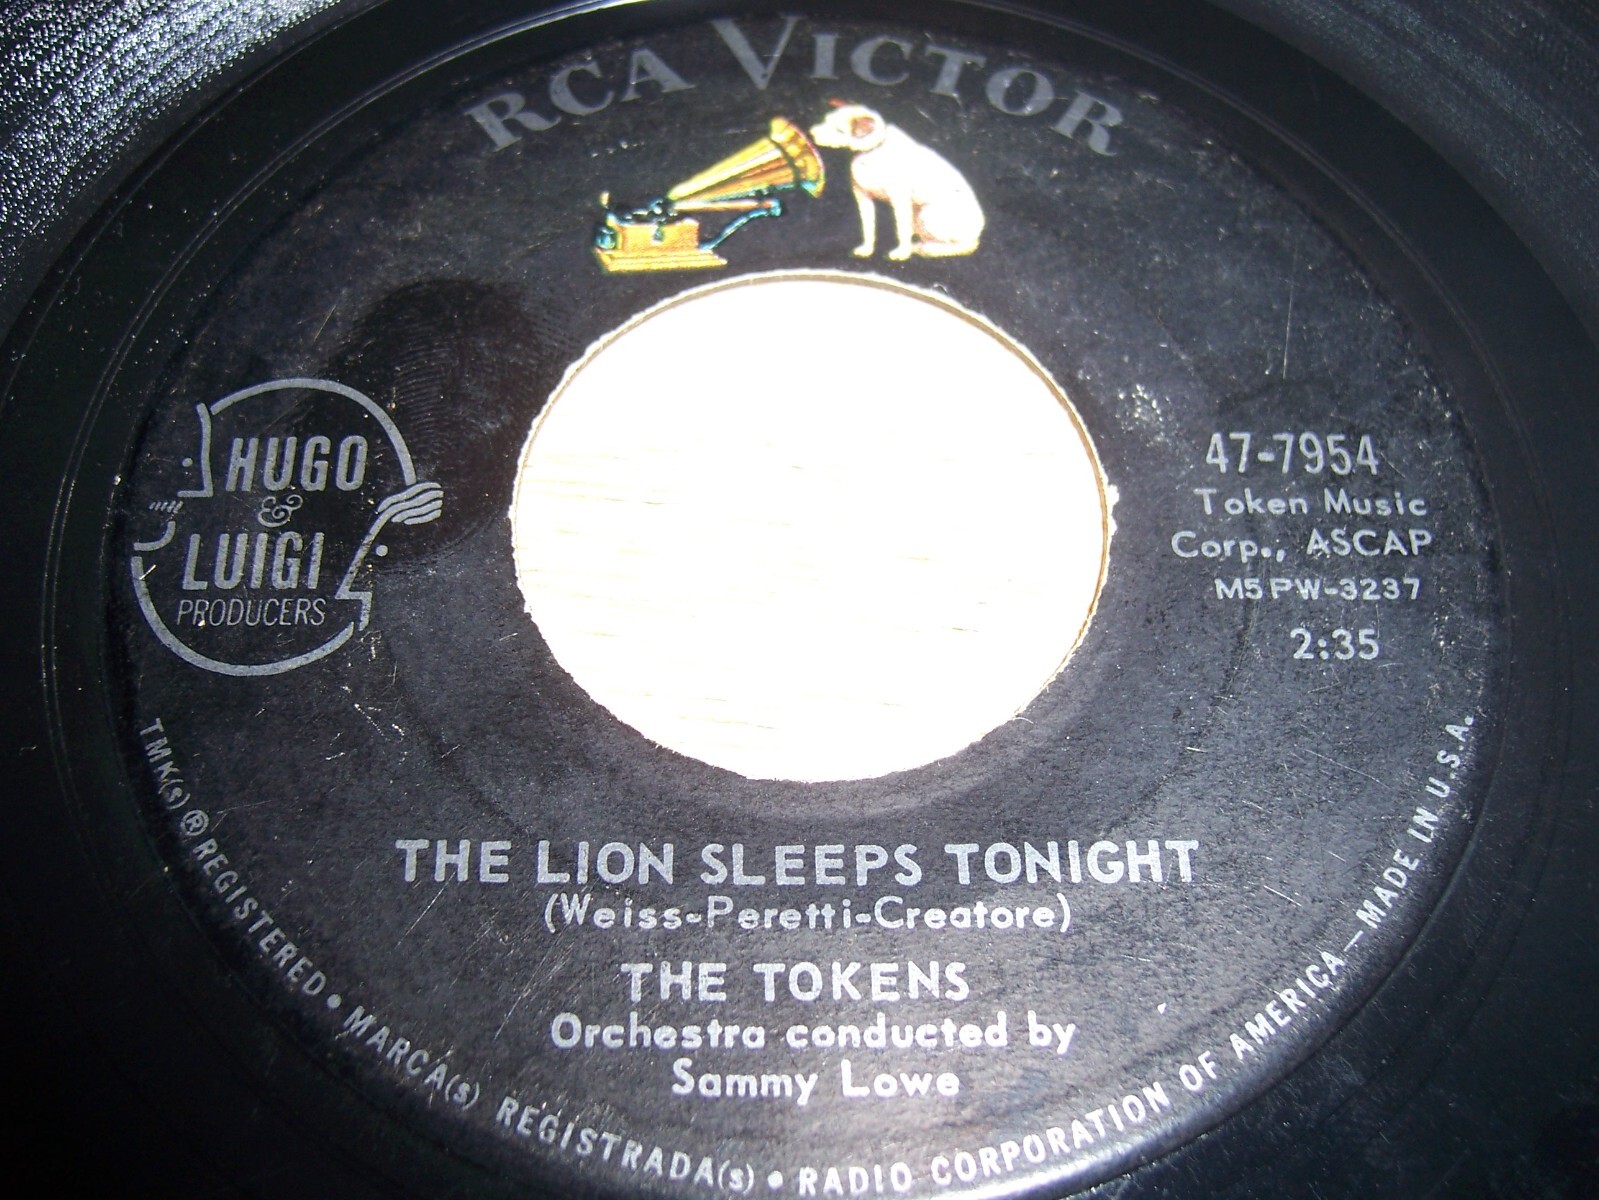 RCA VICTOR
HUGO
&
LUIGI
PRODUCERS
47-7954
Token Music
Corp., ASCAP
M5PW-3237
2:35
THE LION SLEEPS TONIGHT
(Weiss-Peretti-Creatore)
THE TOKENS
Orchestra conducted by
Sammy Lowe
TMK(s) ® REGISTERED • MARCA(s) REGISTRADA(s) • RADIO CORPORATION OF AMERICA — MADE IN U.S.A.